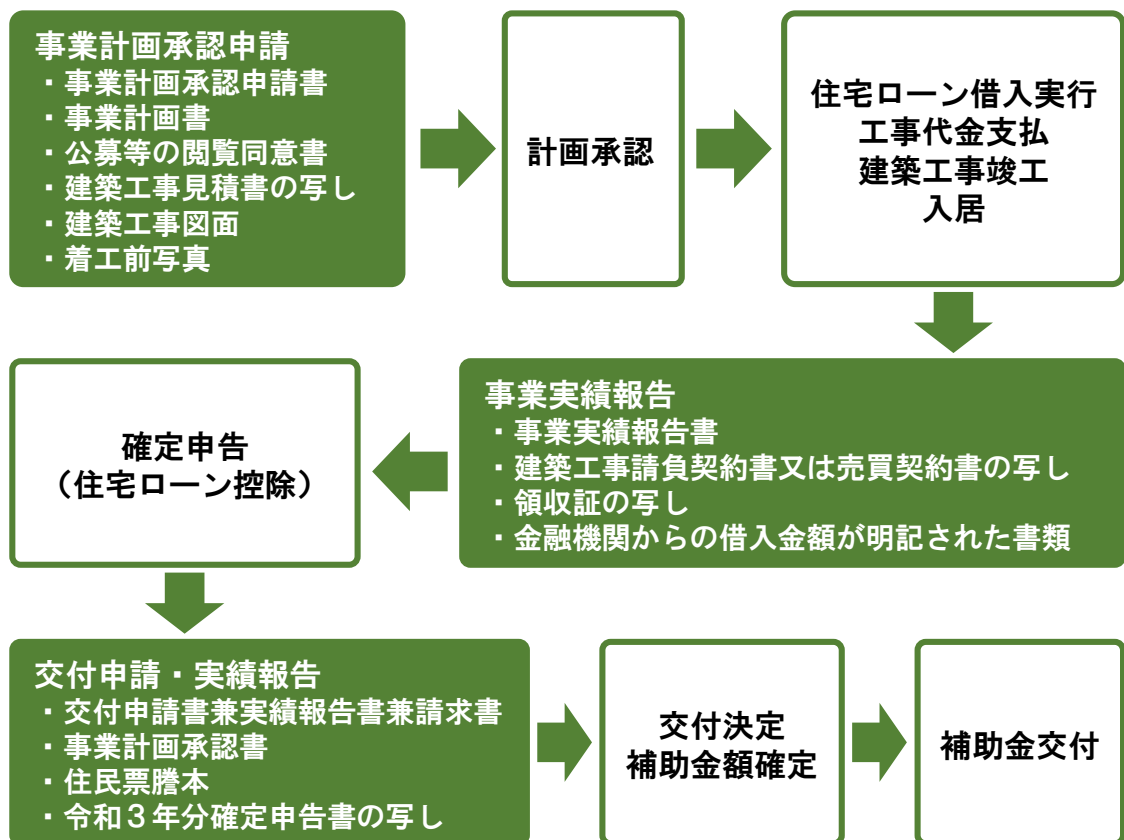 事業計画承認申請
・事業計画承認申請書
・事業計画書
・公募等の閲覧同意書
・建築工事見積書の写し
・建築工事図面
・着工前写真
計画承認
住宅ローン借入実行
工事代金支払
建築工事竣工
入居
事業実績報告
・事業実績報告書
・建築工事請負契約書又は売買契約書の写し
・領収証の写し
・金融機関からの借入金額が明記された書類
確定申告
（住宅ローン控除）
交付申請・実績報告
・交付申請書兼実績報告書兼請求書
・事業計画承認書
・住民票謄本
・令和３年分確定申告書の写し
交付決定
補助金額確定
補助金交付